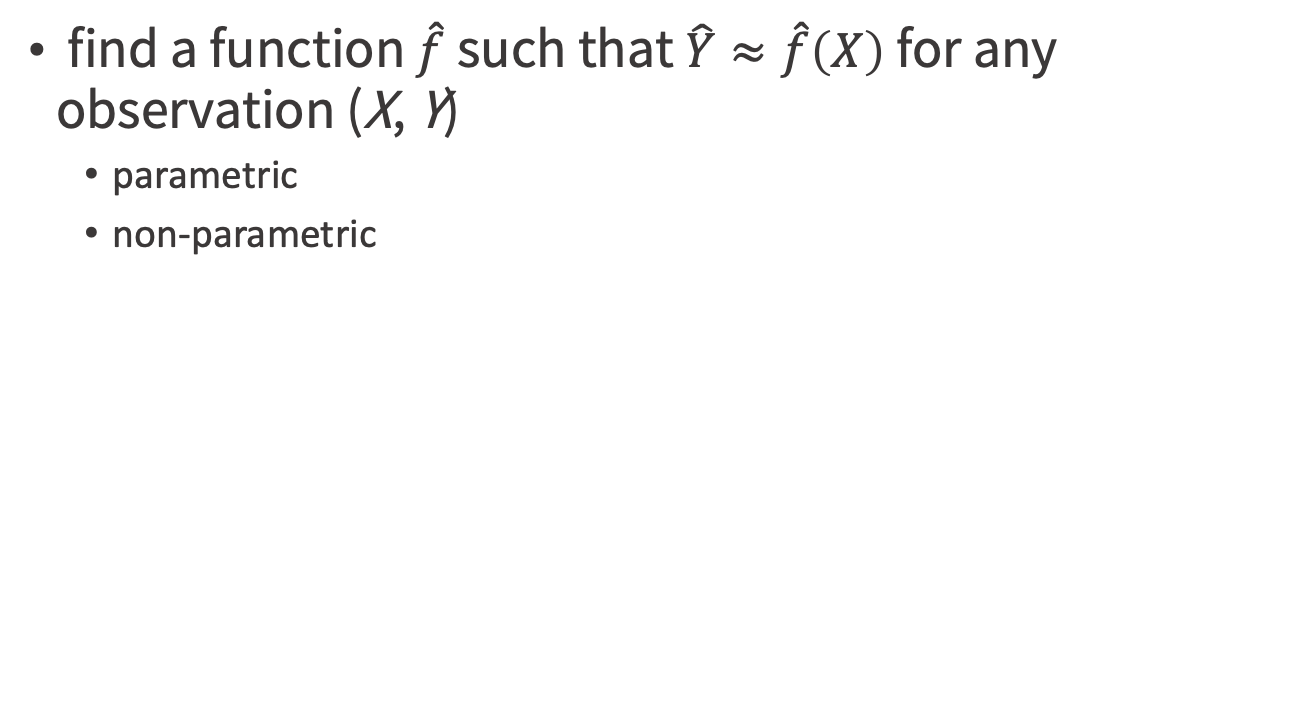 • find a function f̂ such that Ŷ ≈ f̂(X) for any
observation (X, Y)
• parametric
• non-parametric